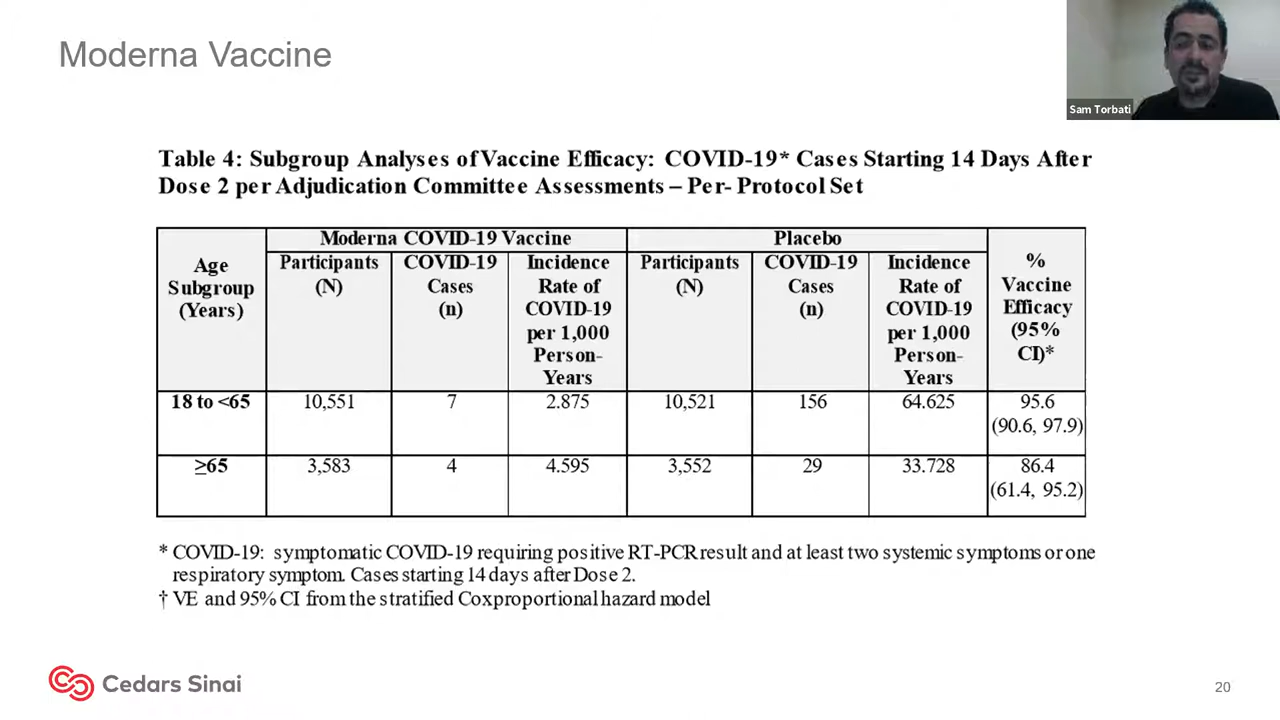 Moderna Vaccine
Sam Torbati
Table 4: Subgroup Analyses of Vaccine Efficacy: COVID-19* Cases Starting 14 Days After
Dose 2 per Adjudication Committee Assessments – Per- Protocol Set
Age
Subgroup
(Years)
Moderna COVID-19 Vaccine
Placebo
%
Vaccine
Efficacy
(95%
CI)*
Participants
(N)
COVID-19
Cases
(n)
Incidence
Rate of
COVID-19
per 1,000
Person-
Years
Participants
(N)
COVID-19
Cases
(n)
Incidence
Rate of
COVID-19
per 1,000
Person-
Years
18 to <65 10,551 7 2.875 10,521 156 64.625 95.6
(90.6, 97.9)
≥65 3,583 4 4.595 3,552 29 33.728 86.4
(61.4, 95.2)
* COVID-19: symptomatic COVID-19 requiring positive RT-PCR result and at least two systemic symptoms or one
respiratory symptom. Cases starting 14 days after Dose 2.
† VE and 95% CI from the stratified Coxproportional hazard model
Cedars Sinai
20